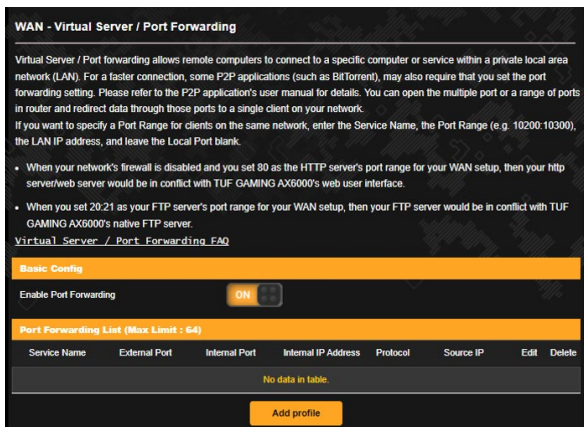 WAN - Virtual Server / Port Forwarding
Virtual Server / Port forwarding allows remote computers to connect to a specific computer or service within a private local area
network (LAN). For a faster connection, some P2P applications (such as BitTorrent), may also require that you set the port
forwarding setting. Please refer to the P2P application's user manual for details. You can open the multiple port or a range of ports
in router and redirect data through those ports to a single client on your network.
If you want to specify a Port Range for clients on the same network, enter the Service Name, the Port Range (e.g. 10200:10300),
the LAN IP address, and leave the Local Port blank.
• When your network's firewall is disabled and you set 80 as the HTTP server's port range for your WAN setup, then your http
server/web server would be in conflict with TUF GAMING AX6000's web user interface.
• When you set 20:21 as your FTP server's port range for your WAN setup, then your FTP server would be in conflict with TUF
GAMING AX6000's native FTP server.
Virtual Server / Port Forwarding FAQ
Basic Config
Enable Port Forwarding ON
Port Forwarding List (Max Limit : 64)
Service Name External Port Internal Port Internal IP Address Protocol Source IP Edit Delete
No data in table.
Add profile